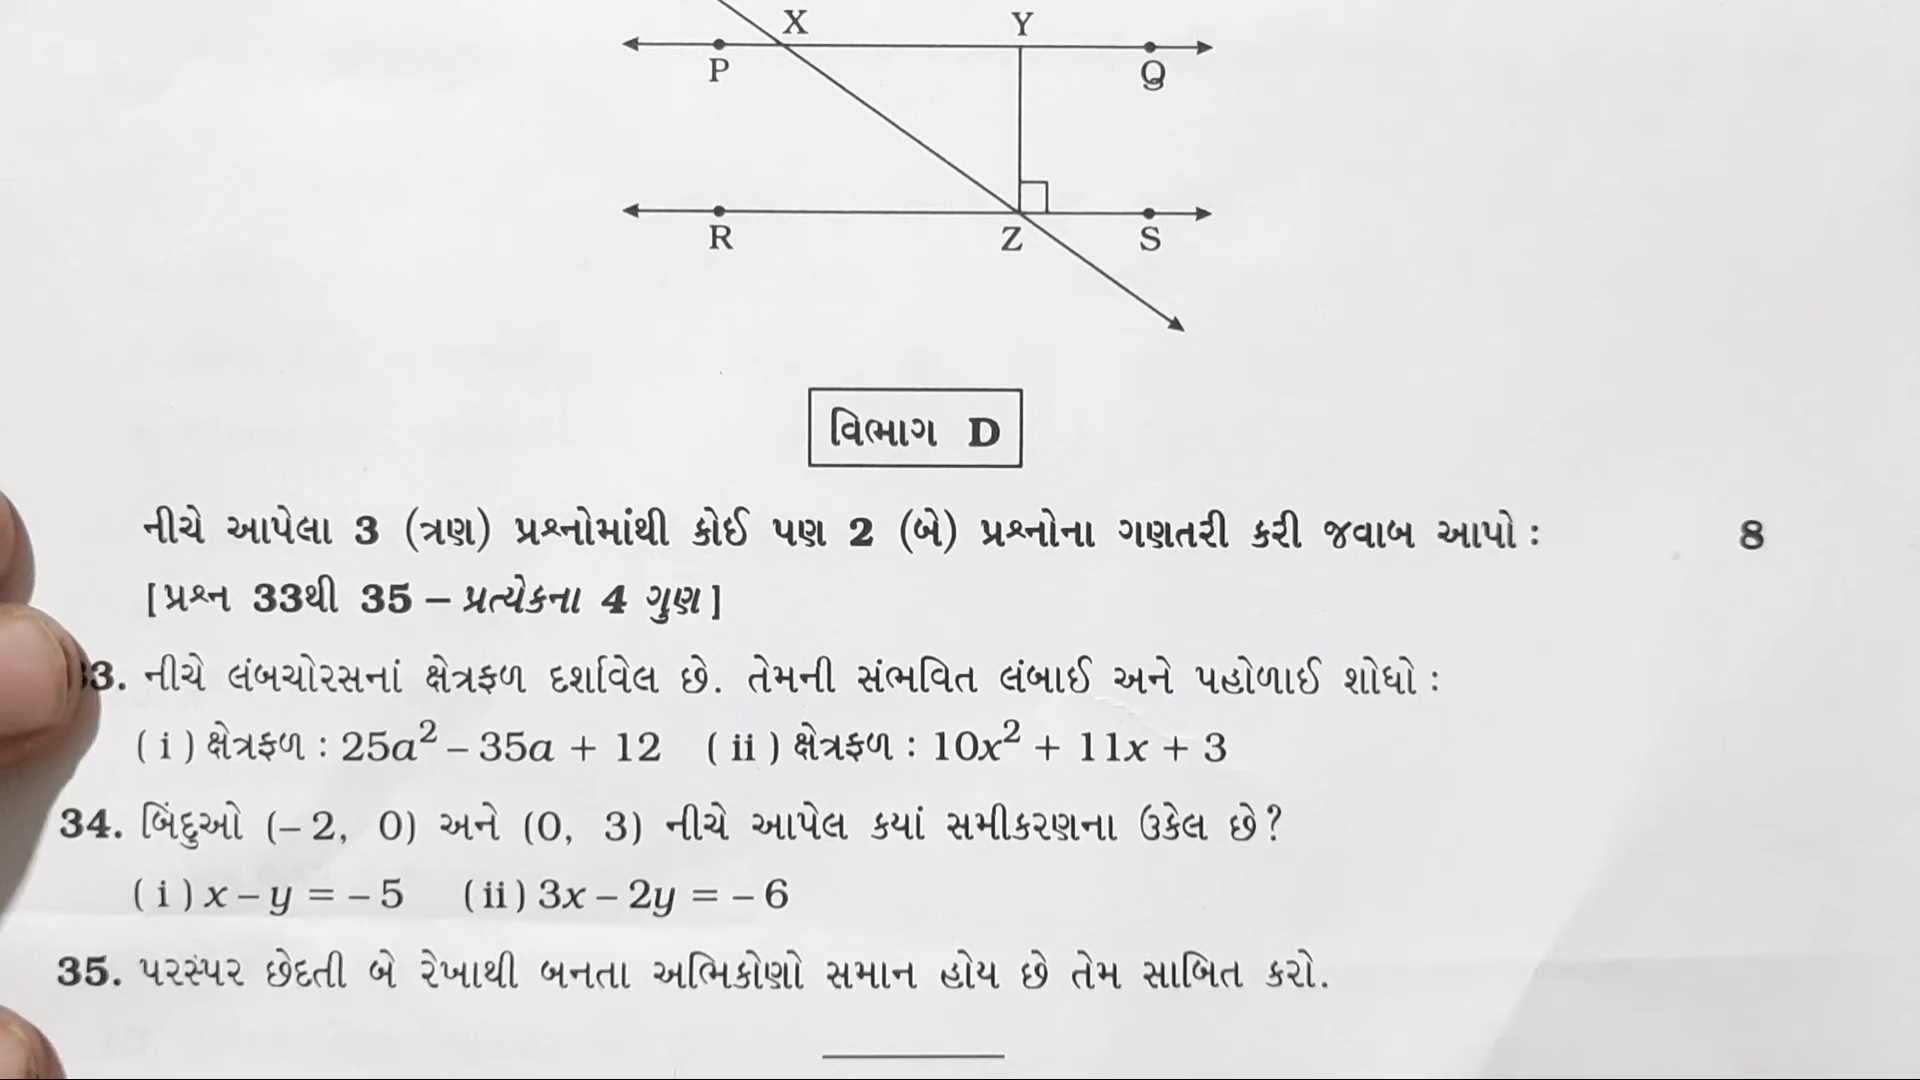 X Y
P Q
R Z S
વિભાગ D
નીચે આપેલા 3 (ત્રણ) પ્રશ્નોમાંથી કોઈ પણ 2 (બે) પ્રશ્નોના ગણતરી કરી જવાબ આપો : 8
[પ્રશ્ન 33થી 35 – પ્રત્યેકના 4 ગુણ]
3. નીચે લંબચોરસનાં ક્ષેત્રફળ દર્શાવેલ છે. તેમની સંભવિત લંબાઈ અને પહોળાઈ શોધો :
(i) ક્ષેત્રફળ : 25a² – 35a + 12 (ii) ક્ષેત્રફળ : 10x² + 11x + 3
34. બિંદુઓ (– 2, 0) અને (0, 3) નીચે આપેલ કયાં સમીકરણના ઉકેલ છે?
(i) x – y = – 5 (ii) 3x – 2y = – 6
35. પરસ્પર છેદતી બે રેખાથી બનતા અભિકોણો સમાન હોય છે તેમ સાબિત કરો.